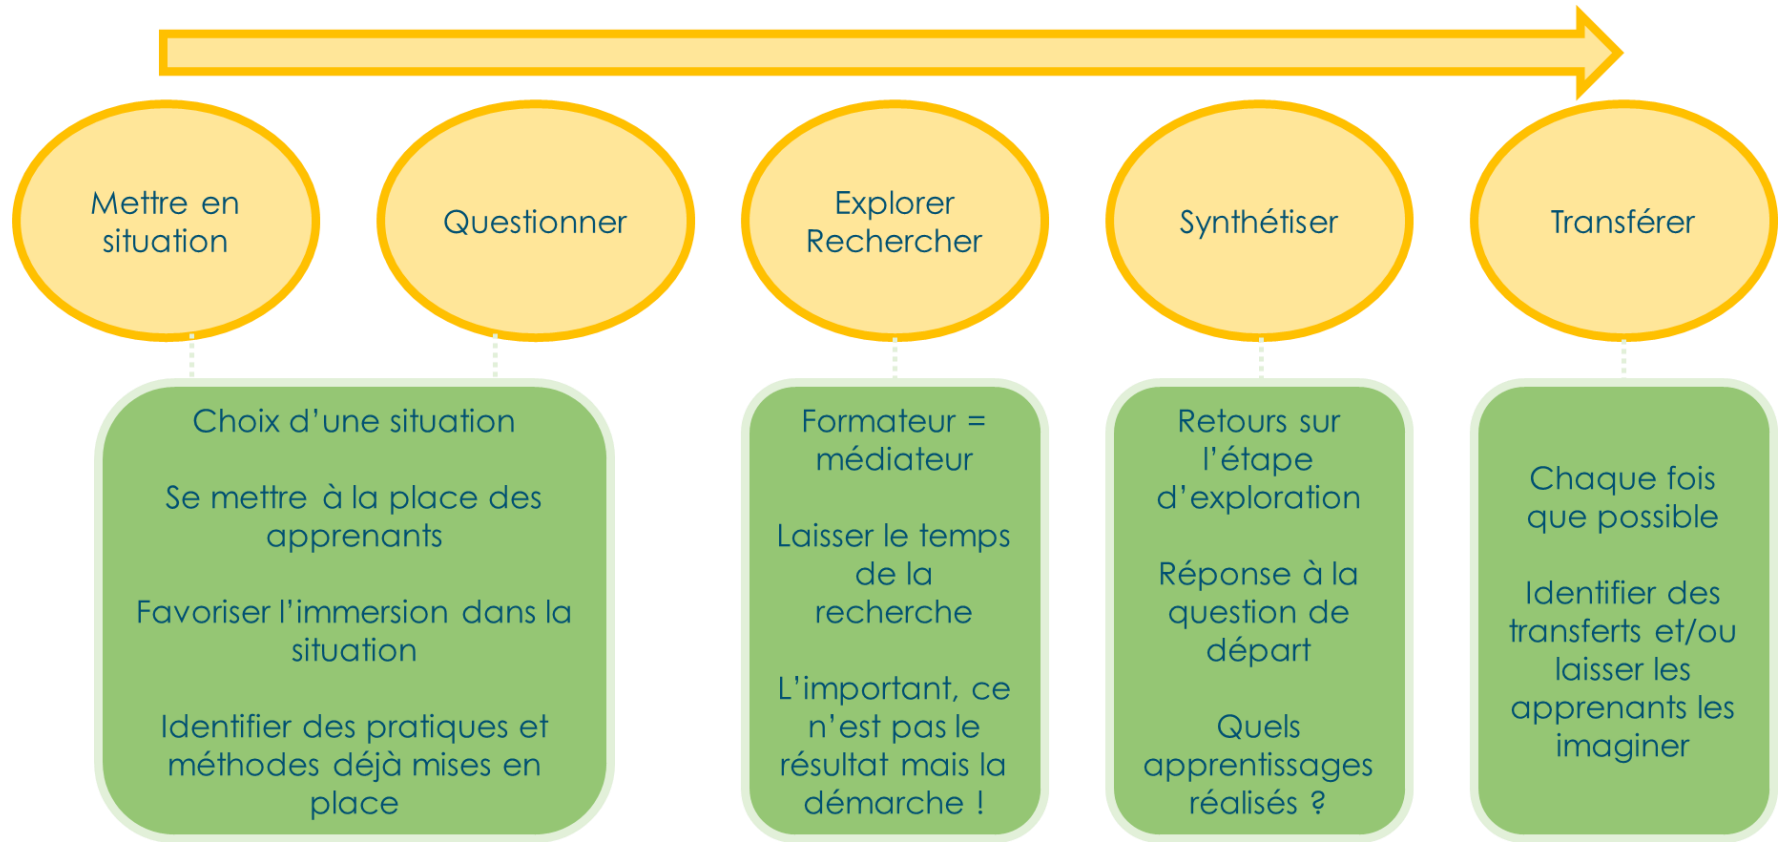 Mettre en
situation
Questionner
Explorer
Rechercher
Synthétiser
Transférer
Choix d’une situation
Se mettre à la place des
apprenants
Favoriser l’immersion dans la
situation
Identifier des pratiques et
méthodes déjà mises en
place
Formateur =
médiateur
Laisser le temps
de la
recherche
L’important, ce
n’est pas le
résultat mais la
démarche !
Retours sur
l’étape
d’exploration
Réponse à la
question de
départ
Quels
apprentissages
réalisés ?
Chaque fois
que possible
Identifier des
transferts et/ou
laisser les
apprenants les
imaginer